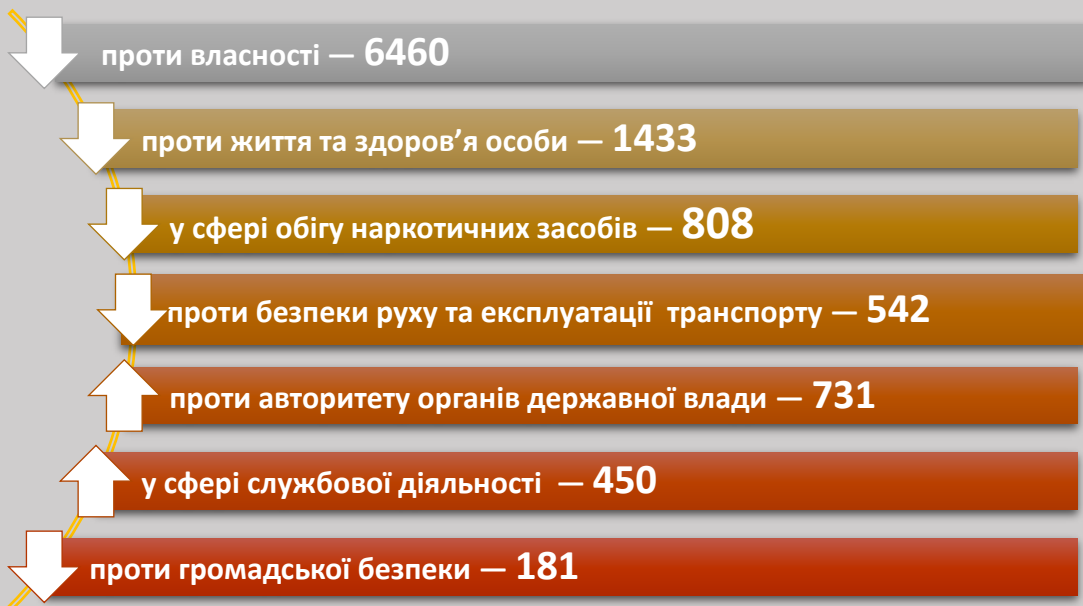 проти власності — 6460
проти життя та здоров’я особи — 1433
у сфері обігу наркотичних засобів — 808
проти безпеки руху та експлуатації транспорту — 542
проти авторитету органів державної влади — 731
у сфері службової діяльності — 450
проти громадської безпеки — 181